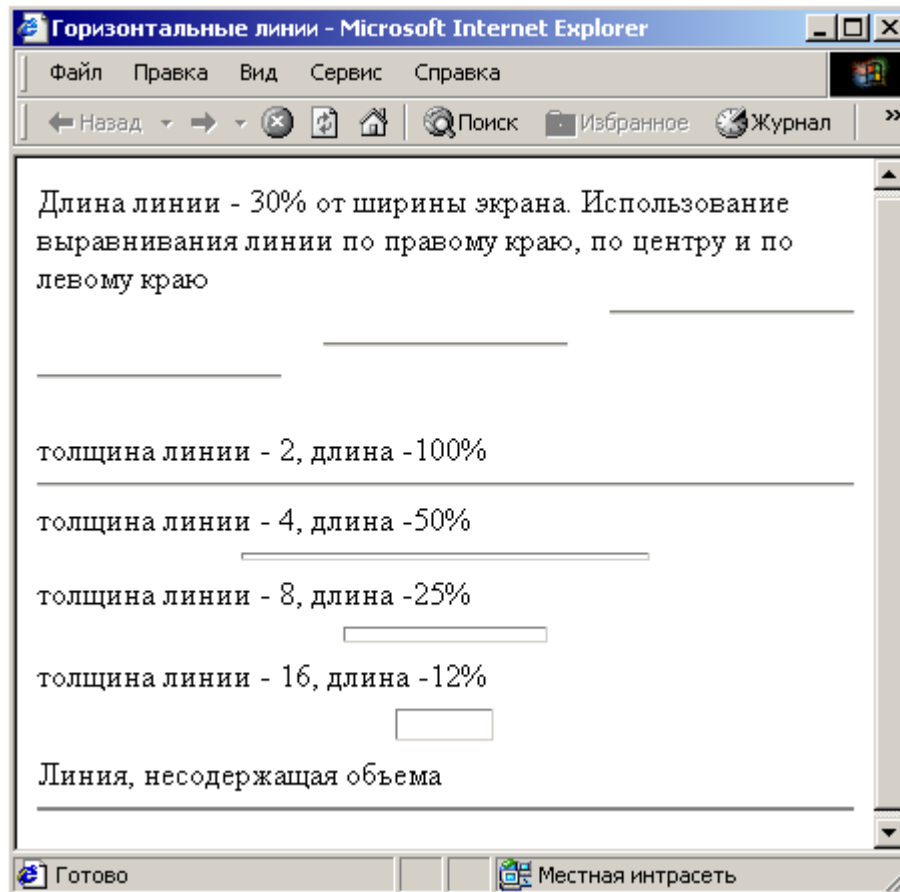 Горизонтальные линии - Microsoft Internet Explorer
Файл Правка Вид Сервис Справка
Назад Поиск Избранное Журнал »
Длина линии - 30% от ширины экрана. Использование
выравнивания линии по правому краю, по центру и по
левому краю
толщина линии - 2, длина -100%
толщина линии - 4, длина -50%
толщина линии - 8, длина -25%
толщина линии - 16, длина -12%
Линия, несодержащая обьема
Готово Местная интрасеть